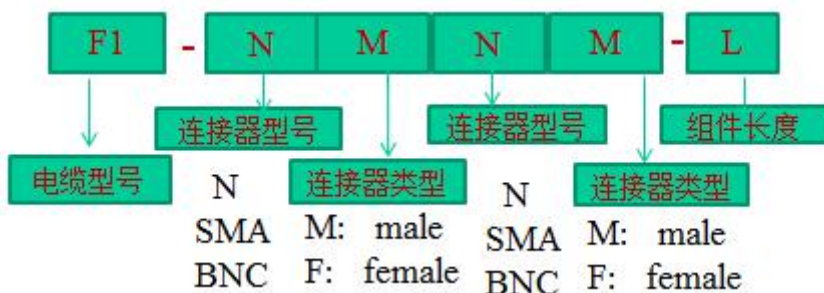 F1 - N M N M - L
连接器型号 连接器型号 组件长度
电缆型号 N 连接器类型 N 连接器类型
SMA M: male SMA M: male
BNC F: female BNC F: female